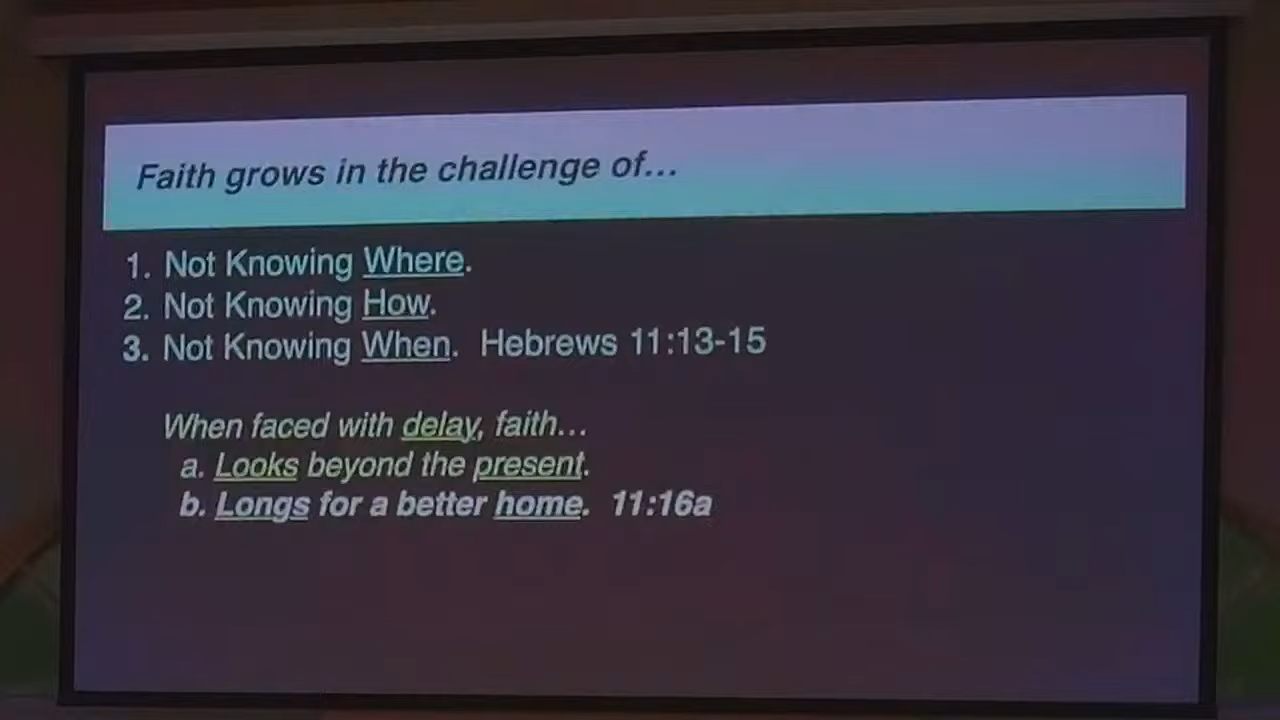 Faith grows in the challenge of...
1. Not Knowing Where.
2. Not Knowing How.
3. Not Knowing When. Hebrews 11:13-15
When faced with delay, faith...
a. Looks beyond the present.
b. Longs for a better home. 11:16a